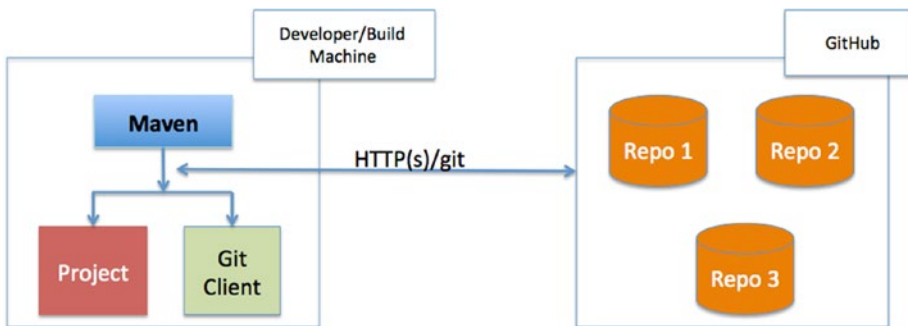 Developer/Build
Machine
GitHub
Maven
HTTP(s)/git
Project
Git
Client
Repo 1
Repo 2
Repo 3